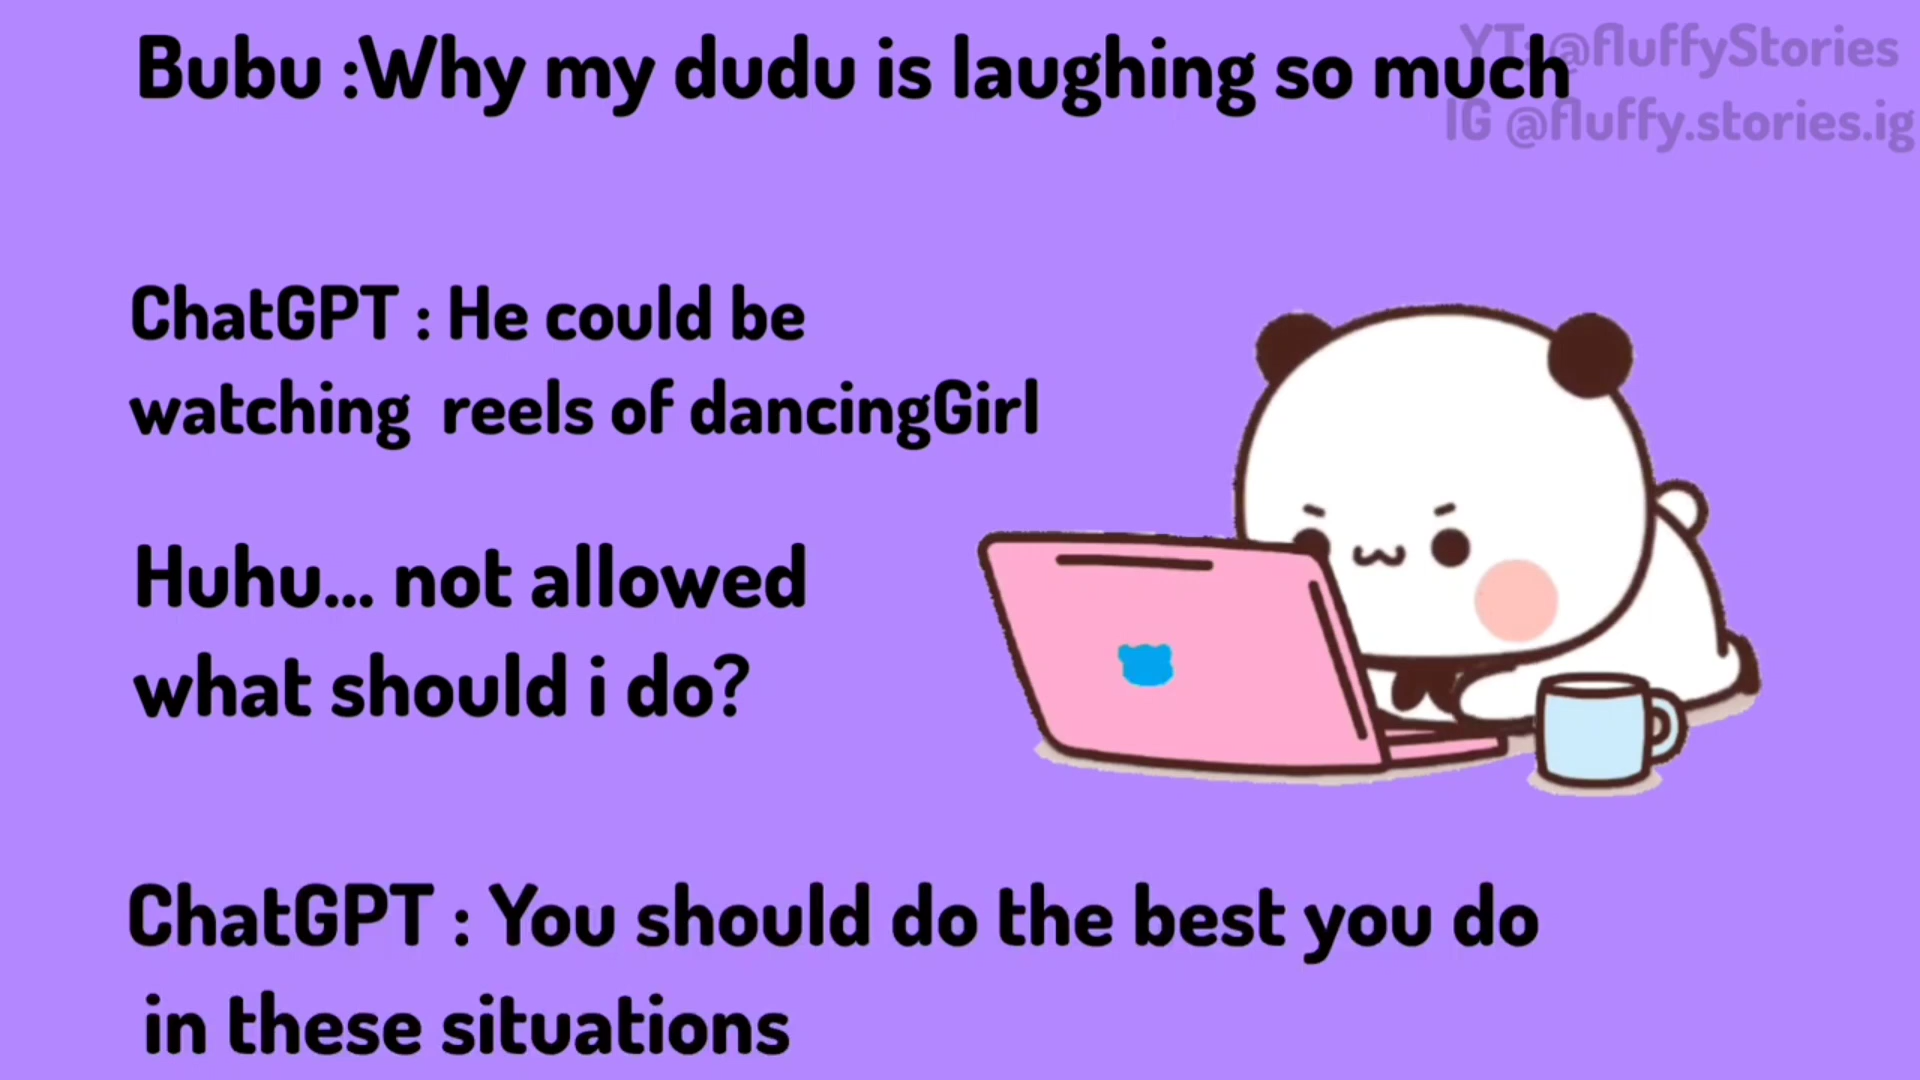 Bubu :Why my dudu is laughing so much
YT: @fluffyStories
IG @fluffy.stories.ig
ChatGPT : He could be
watching reels of dancingGirl
Huhu... not allowed
what should i do?
ChatGPT : You should do the best you do
in these situations